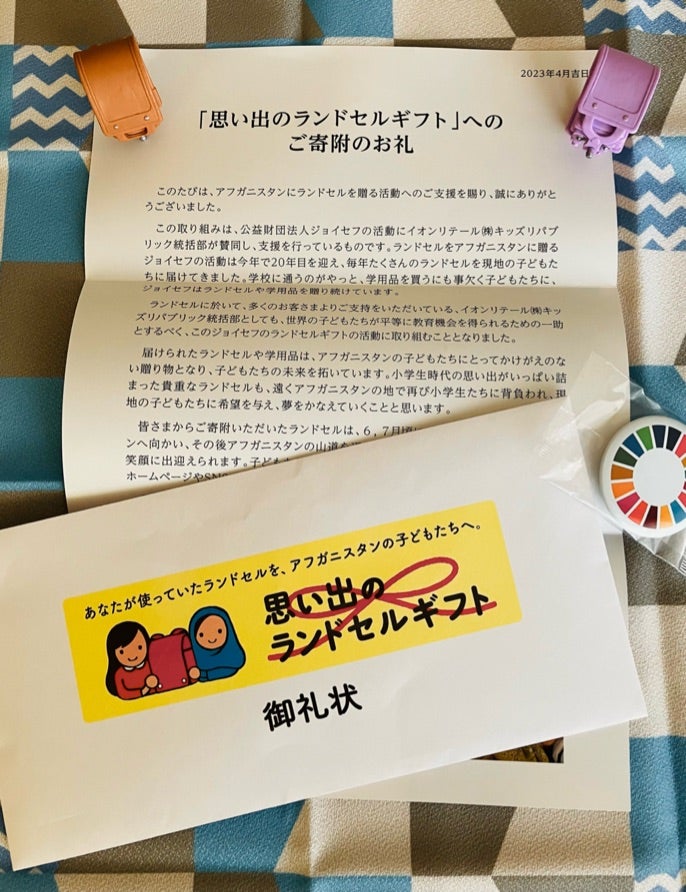 2023年4月吉日
「思い出のランドセルギフト」への
ご寄附のお礼
このたびは、アフガニスタンにランドセルを贈る活動へのご支援を賜り、誠にありがと
うございました。
この取り組みは、公益財団法人ジョイセフの活動にイオンリテール㈱キッズリパブ
リック統括部が賛同し、支援を行っているものです。ランドセルをアフガニスタンに贈る
ジョイセフの活動は今年で20年目を迎え、毎年たくさんのランドセルを現地の子どもた
ちに届けてきました。学校に通うのがやっと、学用品を買うにも事欠く子どもたちに、
ジョイセフはランドセルや学用品を贈り続けています。
ランドセルに於いて、多くのお客さまよりご支持をいただいている、イオンリテール㈱キッ
ズリパブリック統括部としても、世界の子どもたちが平等に教育機会を得られるための一助
とするべく、このジョイセフのランドセルギフトの活動に取り組むこととなりました。
届けられたランドセルや学用品は、アフガニスタンの子どもたちにとってかけがえのな
い贈り物となり、子どもたちの未来を拓いています。小学生時代の思い出がいっぱい詰
まった貴重なランドセルも、遠くアフガニスタンの地で再び小学生たちに背負われ、現
地の子どもたちに希望を与え、夢をかなえていくことと思います。
皆さまからご寄附いただいたランドセルは、6，7月頃
ンへ向かい、その後アフガニスタンの山道を
笑顔に出迎えられます。子ども
ホームページやSNS
あなたが使っていたランドセルを、アフガニスタンの子どもたちへ。
思い出の
ランドセルギフト
御礼状